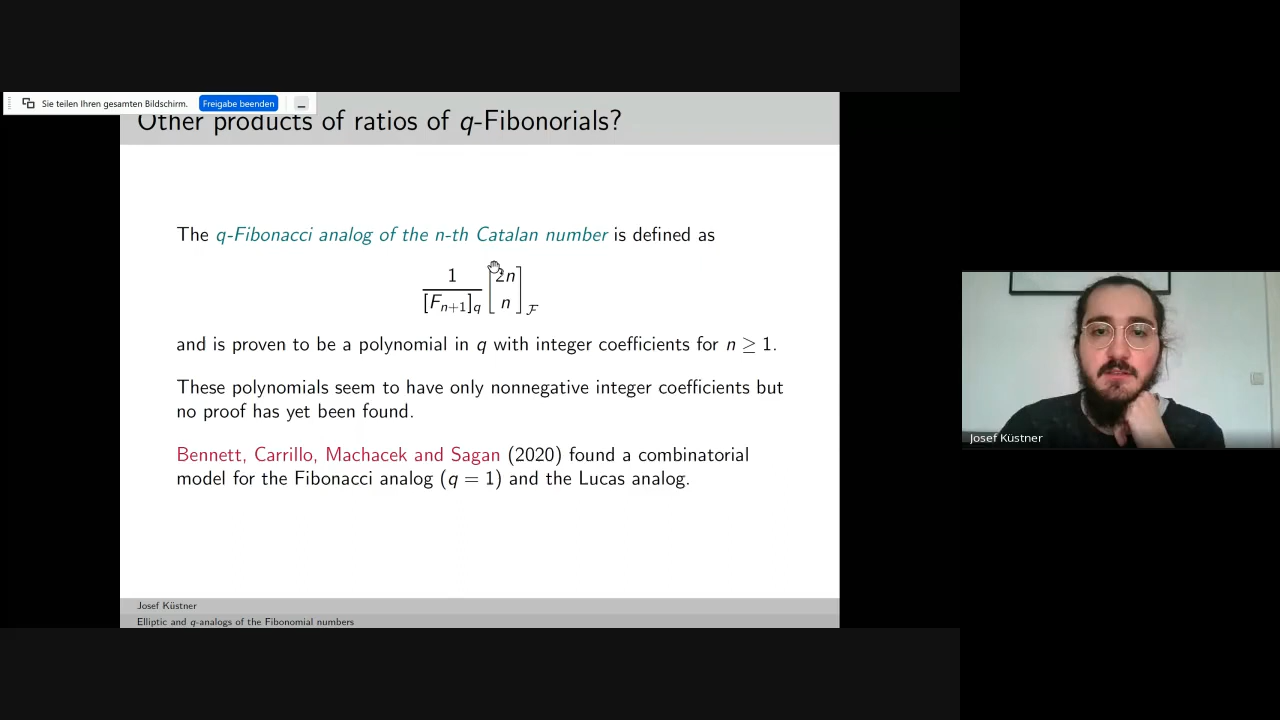 Sie teilen Ihren gesamten Bildschirm. Freigabe beenden
Other products of ratios of q-Fibonorials?
The q-Fibonacci analog of the n-th Catalan number is defined as
1
[F_{n+1}]_q
[2n
n]_ℱ
and is proven to be a polynomial in q with integer coefficients for n ≥ 1.
These polynomials seem to have only nonnegative integer coefficients but
no proof has yet been found.
Bennett, Carrillo, Machacek and Sagan (2020) found a combinatorial
model for the Fibonacci analog (q = 1) and the Lucas analog.
Josef Küstner
Elliptic and q-analogs of the Fibonomial numbers
Josef Küstner